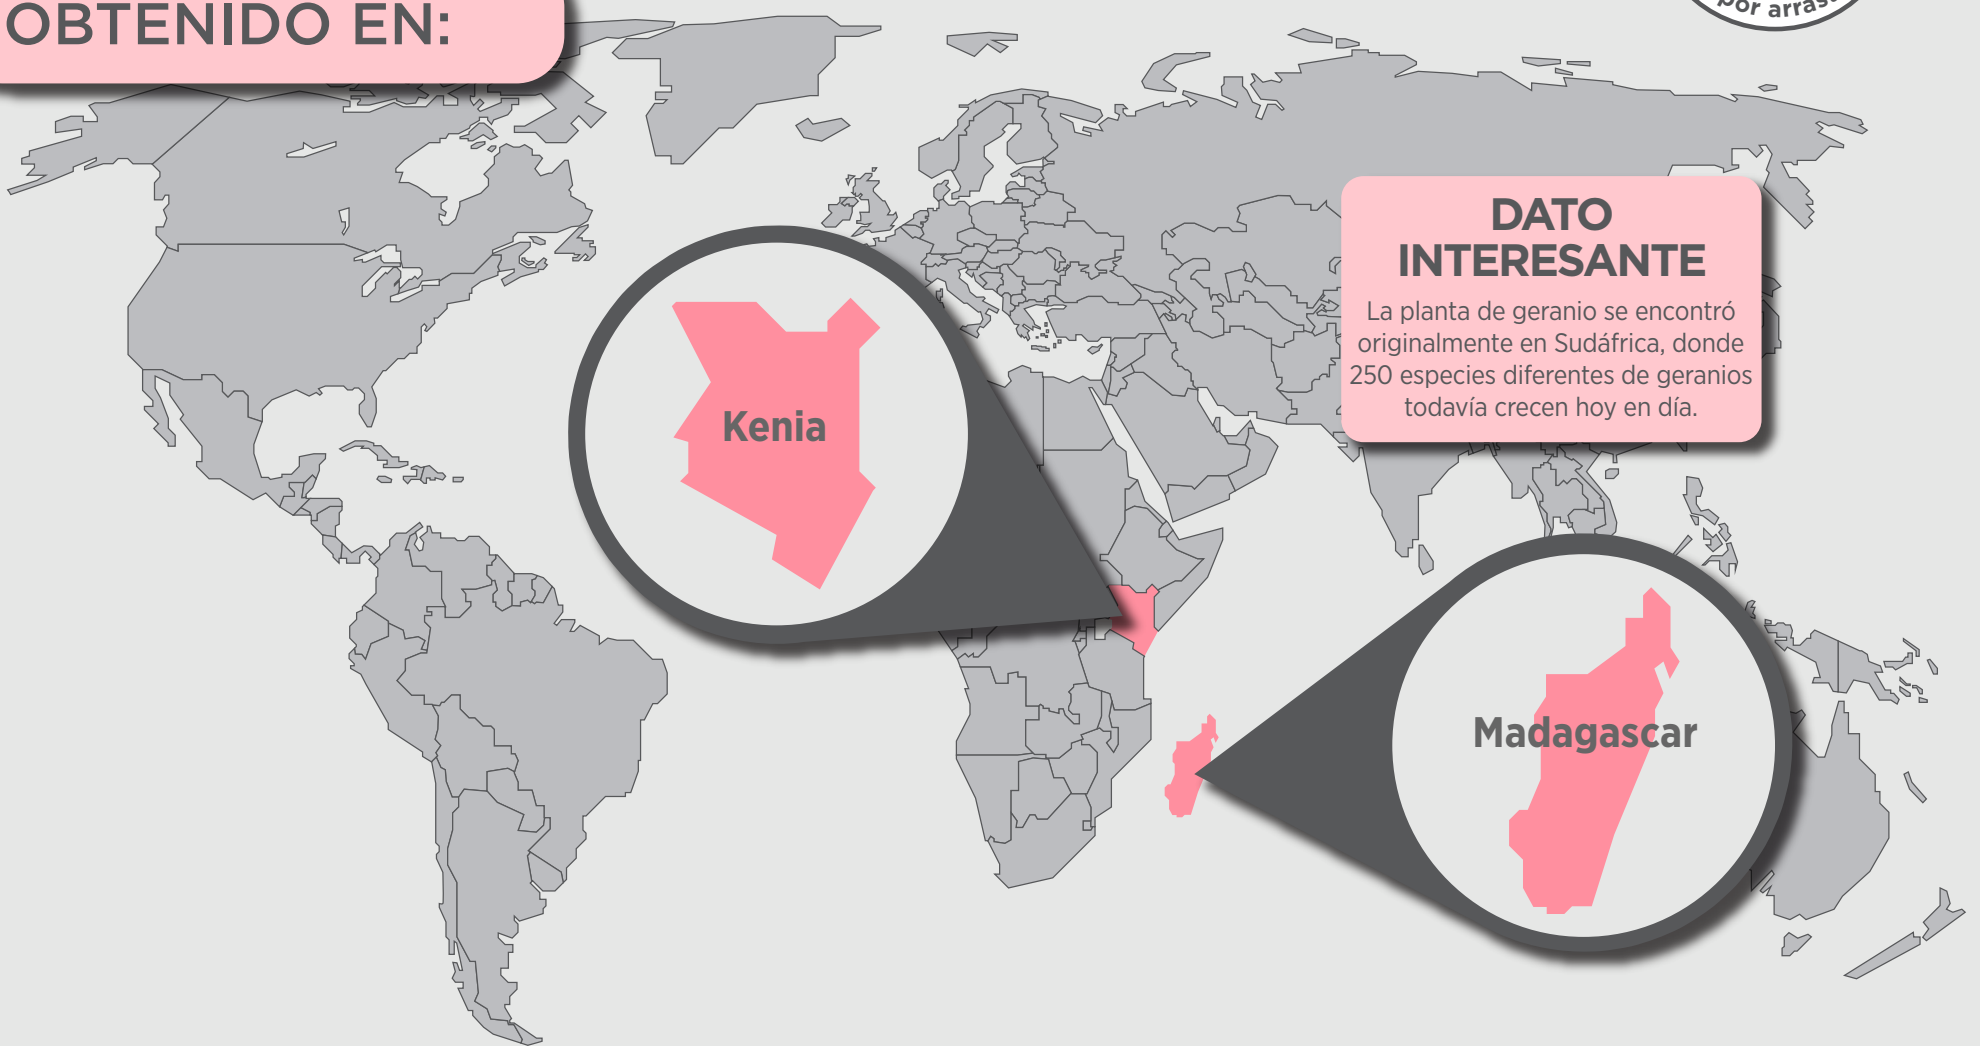 OBTENIDO EN:
por
DATO
INTERESANTE
La planta de geranio se encontró
originalmente en Sudáfrica, donde
250 especies diferentes de geranios
todavía crecen hoy en día.
Kenia
Madagascar